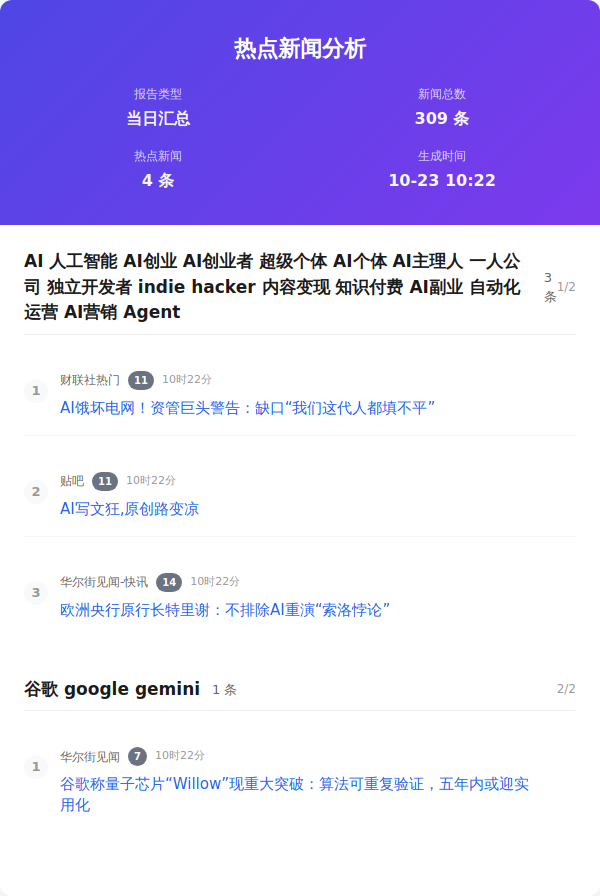 热点新闻分析
报告类型
当日汇总
新闻总数
309 条
热点新闻
4 条
生成时间
10-23 10:22
AI 人工智能 AI创业 AI创业者 超级个体 AI个体 AI主理人 一人公
司 独立开发者 indie hacker 内容变现 知识付费 AI副业 自动化
运营 AI营销 Agent
3
条
1/2
1
财联社热门 11 10时22分
AI饿坏电网！资管巨头警告：缺口“我们这代人都填不平”
2
贴吧 11 10时22分
AI写文狂,原创路变凉
3
华尔街见闻-快讯 14 10时22分
欧洲央行原行长特里谢：不排除AI重演“索洛悖论”
谷歌 google gemini 1 条 2/2
1
华尔街见闻 7 10时22分
谷歌称量子芯片“Willow”现重大突破：算法可重复验证，五年内或迎实
用化